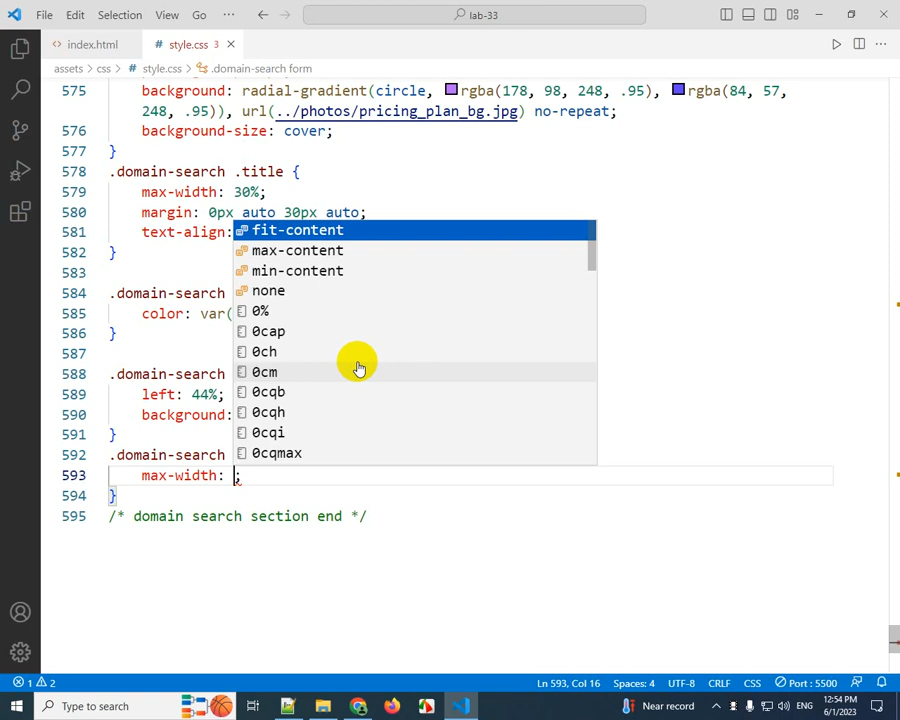 File Edit Selection View Go ··· lab-33
index.html style.css 3
assets > css > # style.css > .domain-search form
575 background: radial-gradient(circle, rgba(178, 98, 248, .95), rgba(84, 57,
248, .95)), url(../photos/pricing_plan_bg.jpg) no-repeat;
576 background-size: cover;
577 }
578 .domain-search .title {
579 max-width: 30%;
580 margin: 0px auto 30px auto;
581 text-align:
582 }
583
584 .domain-search
585 color: var(
586 }
587
588 .domain-search
589 left: 44%;
590 background:
591 }
592 .domain-search
593 max-width: ;
594 }
595 /* domain search section end */
fit-content
max-content
min-content
none
0%
0cap
0ch
0cm
0cqb
0cqh
0cqi
0cqmax
1 2 Ln 593, Col 16 Spaces: 4 UTF-8 CRLF CSS Port : 5500
Type here to search Near record ENG 12:54 PM
6/1/2023